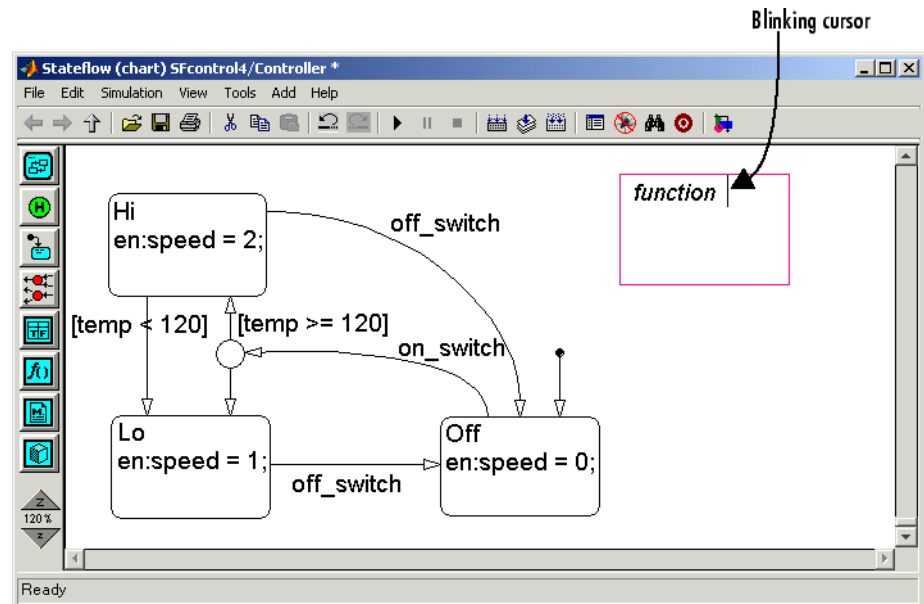 Blinking cursor
Stateflow (chart) SFcontrol4/Controller *
File Edit Simulation View Tools Add Help
H
TF
f()
M
function
Hi
en:speed = 2;
off_switch
[temp < 120]
[temp >= 120]
on_switch
Lo
en:speed = 1;
off_switch
Off
en:speed = 0;
Z
120 %
z
Ready